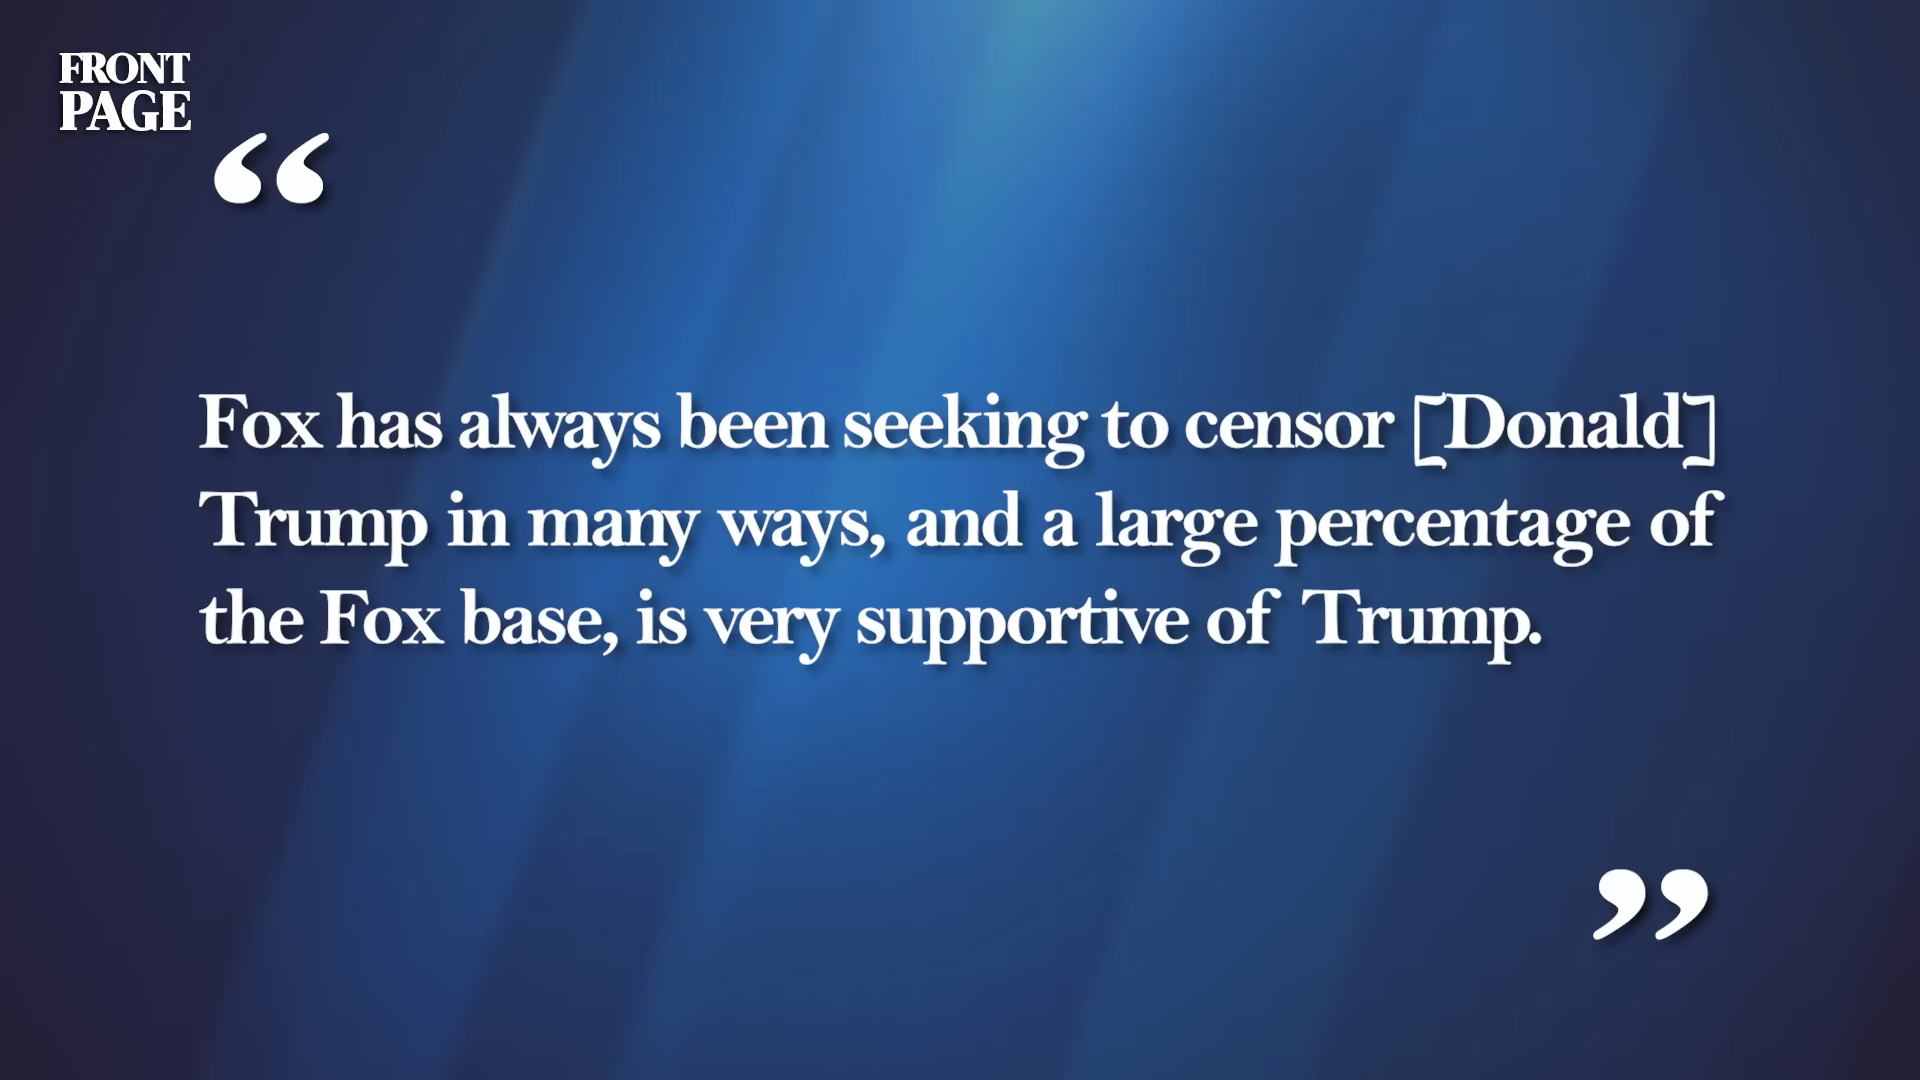 FRONT
PAGE
“
Fox has always been seeking to censor [Donald]
Trump in many ways, and a large percentage of
the Fox base, is very supportive of Trump.
”